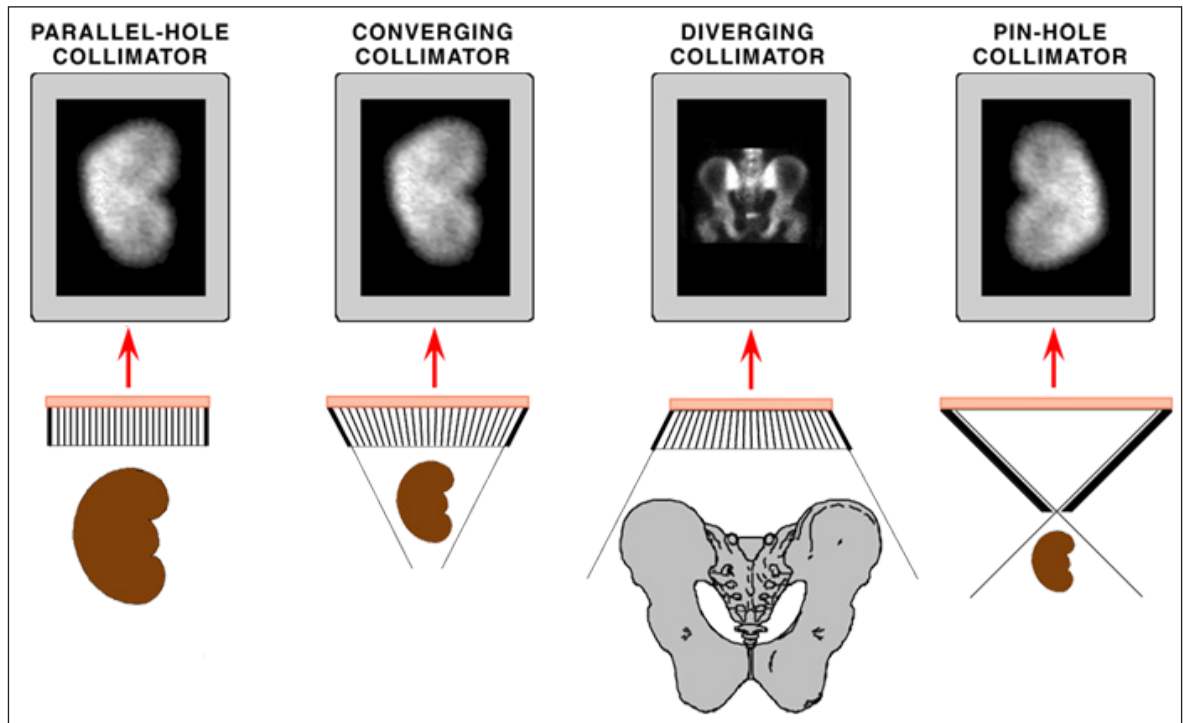 PARALLEL-HOLE
COLLIMATOR
CONVERGING
COLLIMATOR
DIVERGING
COLLIMATOR
PIN-HOLE
COLLIMATOR